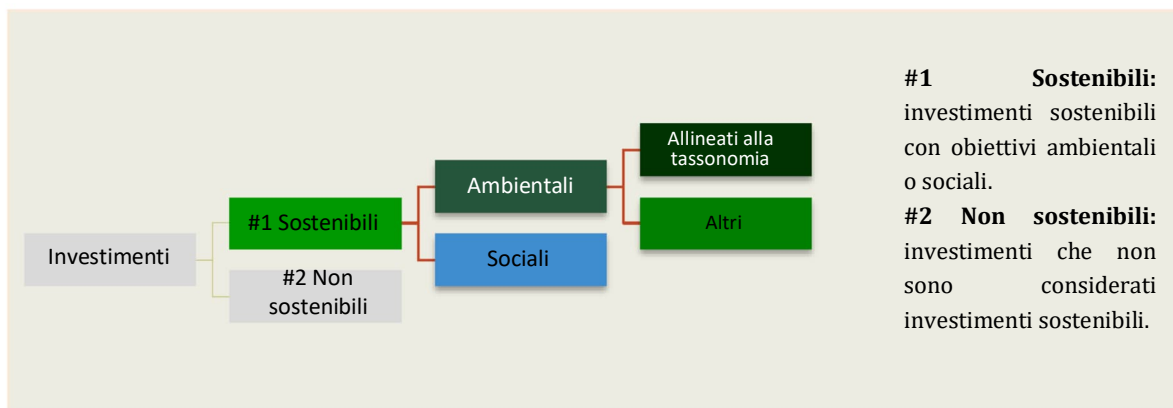 Investimenti
#1 Sostenibili
#2 Non
sostenibili
Ambientali
Sociali
Allineati alla
tassonomia
Altri
#1 Sostenibili:
investimenti sostenibili
con obiettivi ambientali
o sociali.
#2 Non sostenibili:
investimenti che non
sono considerati
investimenti sostenibili.